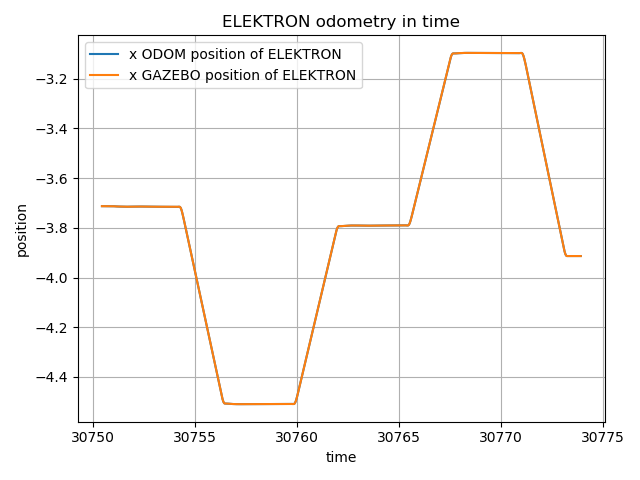 ELEKTRON odometry in time
x ODOM position of ELEKTRON
x GAZEBO position of ELEKTRON
−3.2
−3.4
−3.6
−3.8
−4.0
−4.2
−4.4
position
30750 30755 30760 30765 30770 30775
time